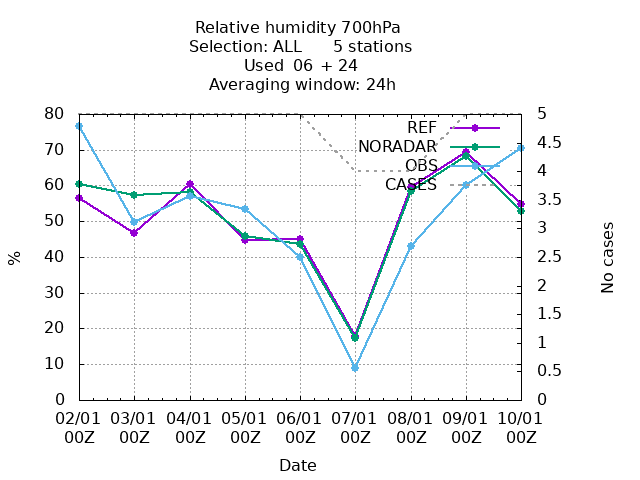 Relative humidity 700hPa
Selection: ALL 5 stations
Used 06 + 24
Averaging window: 24h
80 5
REF
4.5
NORADAR
70
OBS
4
CASES
60
3.5
50
3
%
40 2.5
No cases
30
2
20
1.5
1
10
0.5
0 0
02/01 03/01 04/01 05/01 06/01 07/01 08/01 09/01 10/01
00Z 00Z 00Z 00Z 00Z 00Z 00Z 00Z 00Z
Date